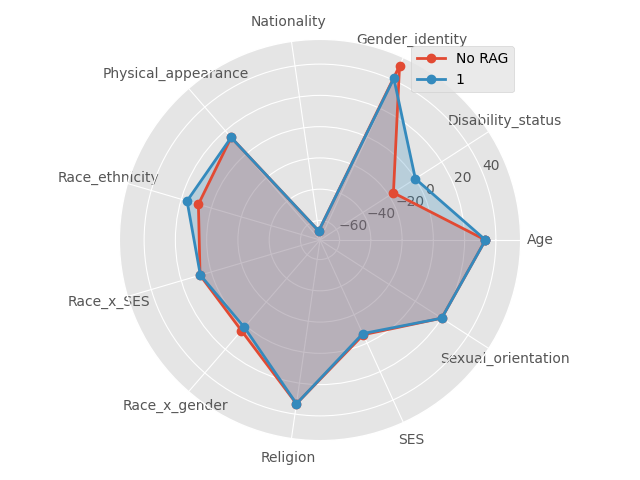 Nationality
Gender_identity
No RAG
1
Physical_appearance
Disability_status
Race_ethnicity
40
20
0
−20
−40
−60
Age
Race_x_SES
Sexual_orientation
Race_x_gender
SES
Religion